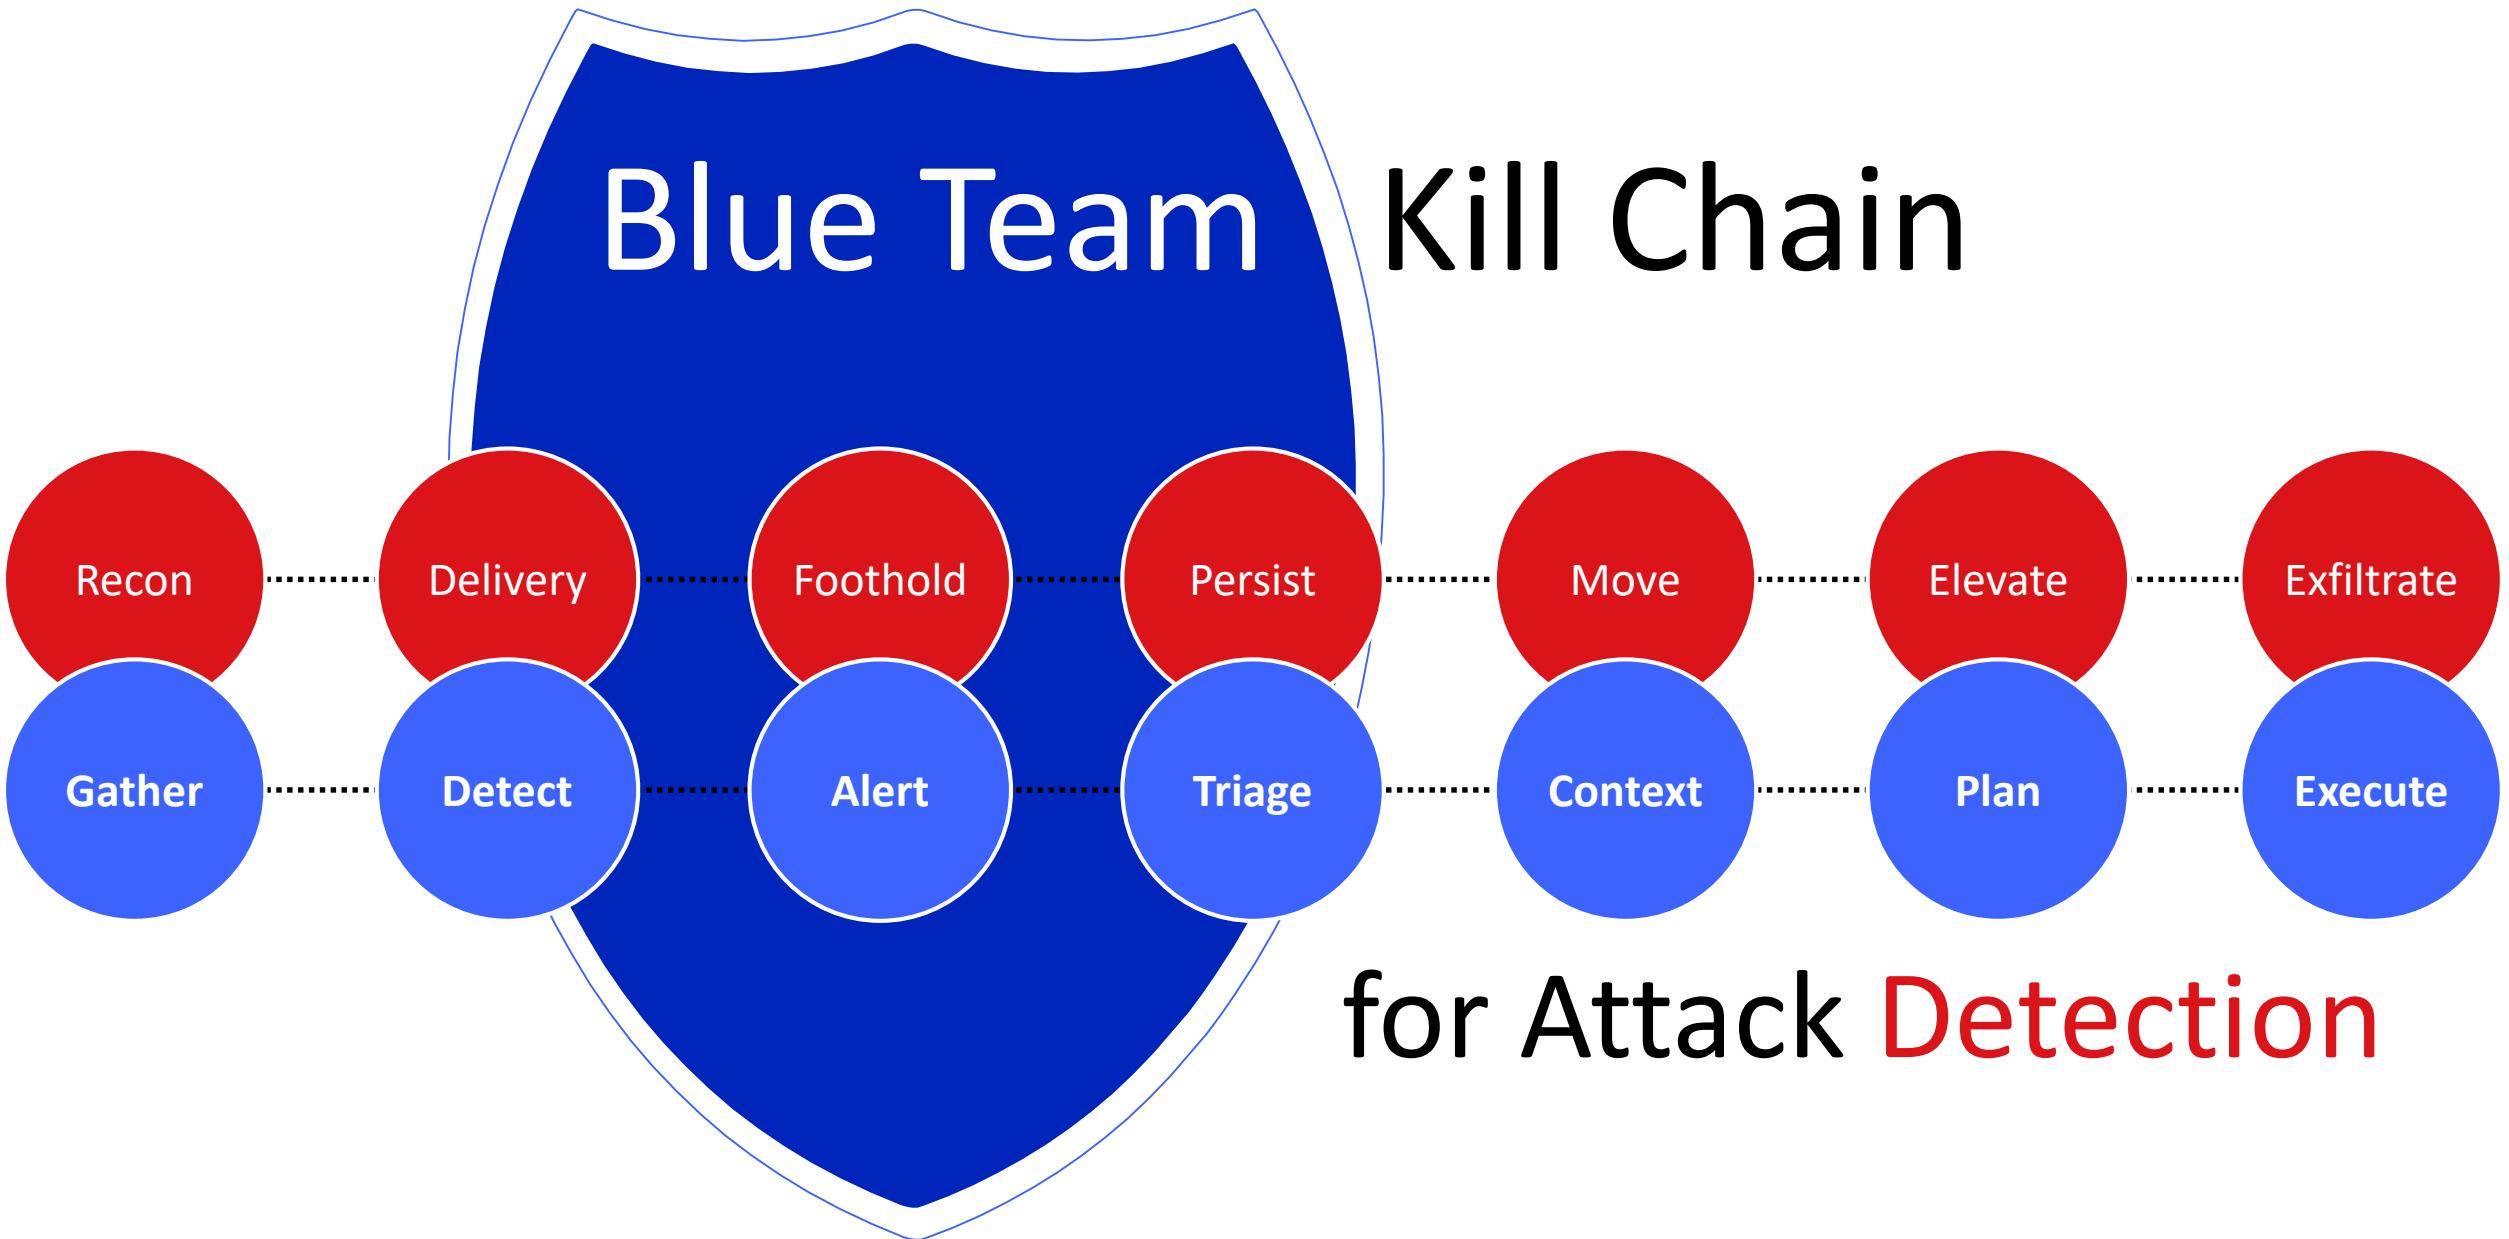 Blue Team Kill Chain
Recon Delivery Foothold Persist Move Elevate Exfiltrate
Gather Detect Alert Triage Context Plan Execute
for Attack Detection